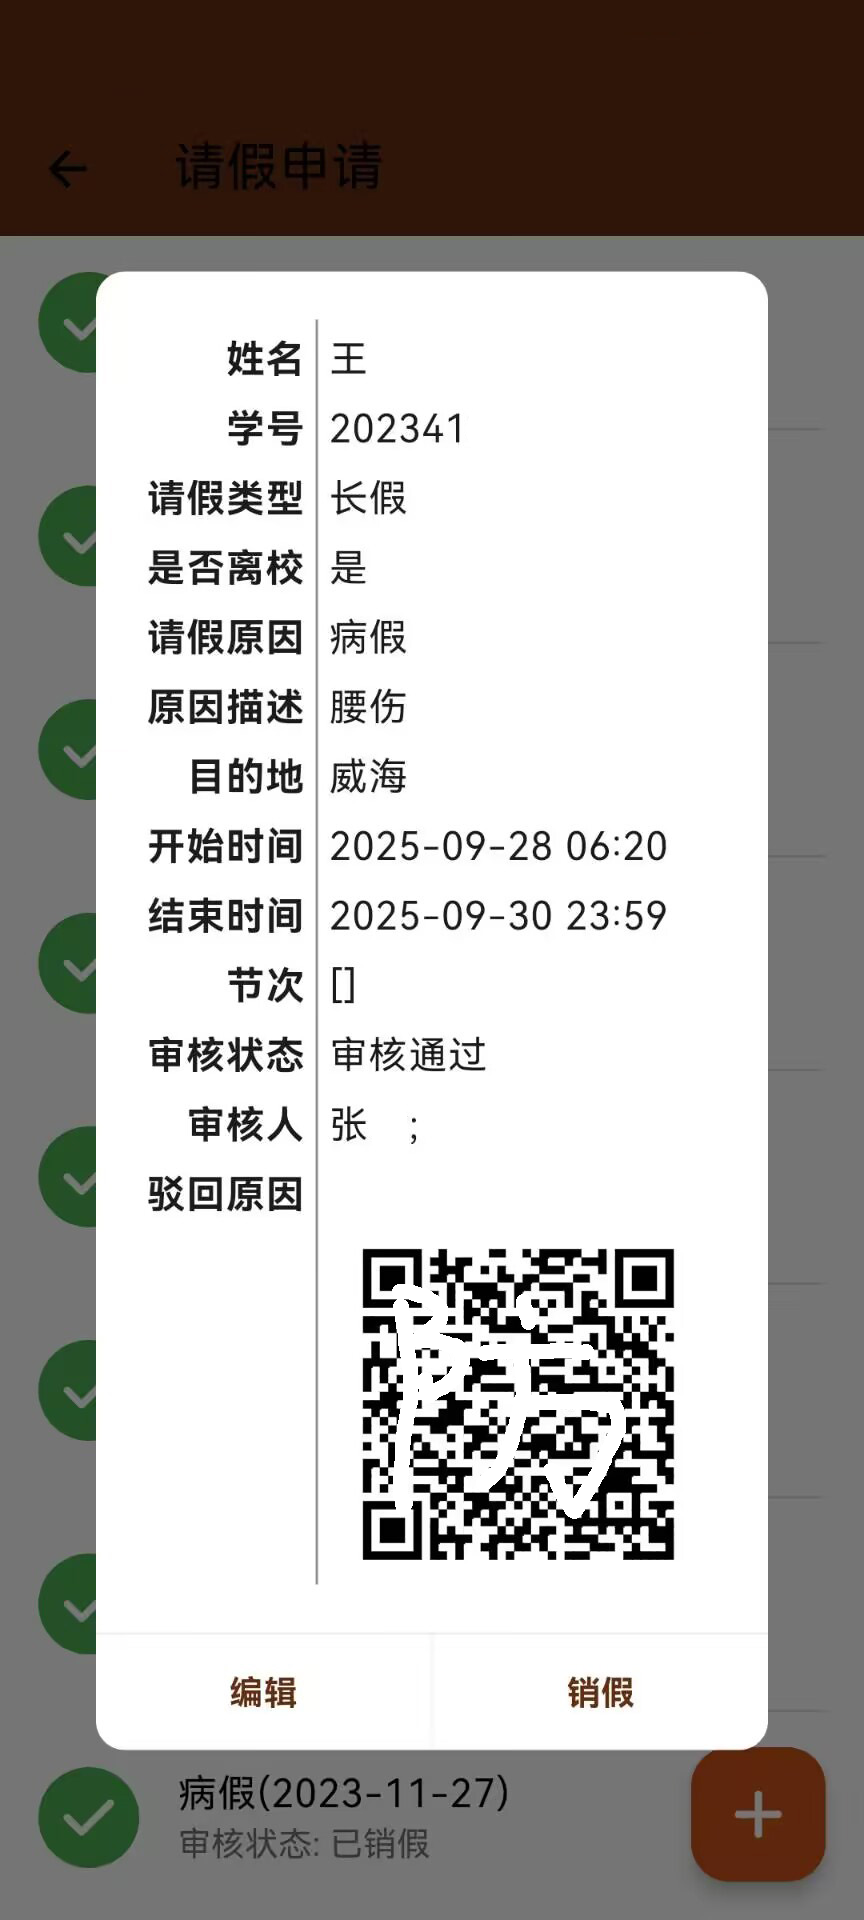 请假申请
姓名 王
学号 202341
请假类型 长假
是否离校 是
请假原因 病假
原因描述 腰伤
目的地 威海
开始时间 2025-09-28 06:20
结束时间 2025-09-30 23:59
节次 []
审核状态 审核通过
审核人 张 ;
驳回原因
防
编辑 销假
病假(2023-11-27)
审核状态: 已销假